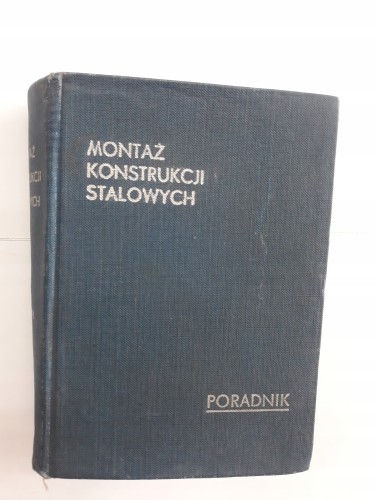 MONTAŻ
KONSTRUKCJI
STALOWYCH
PORADNIK